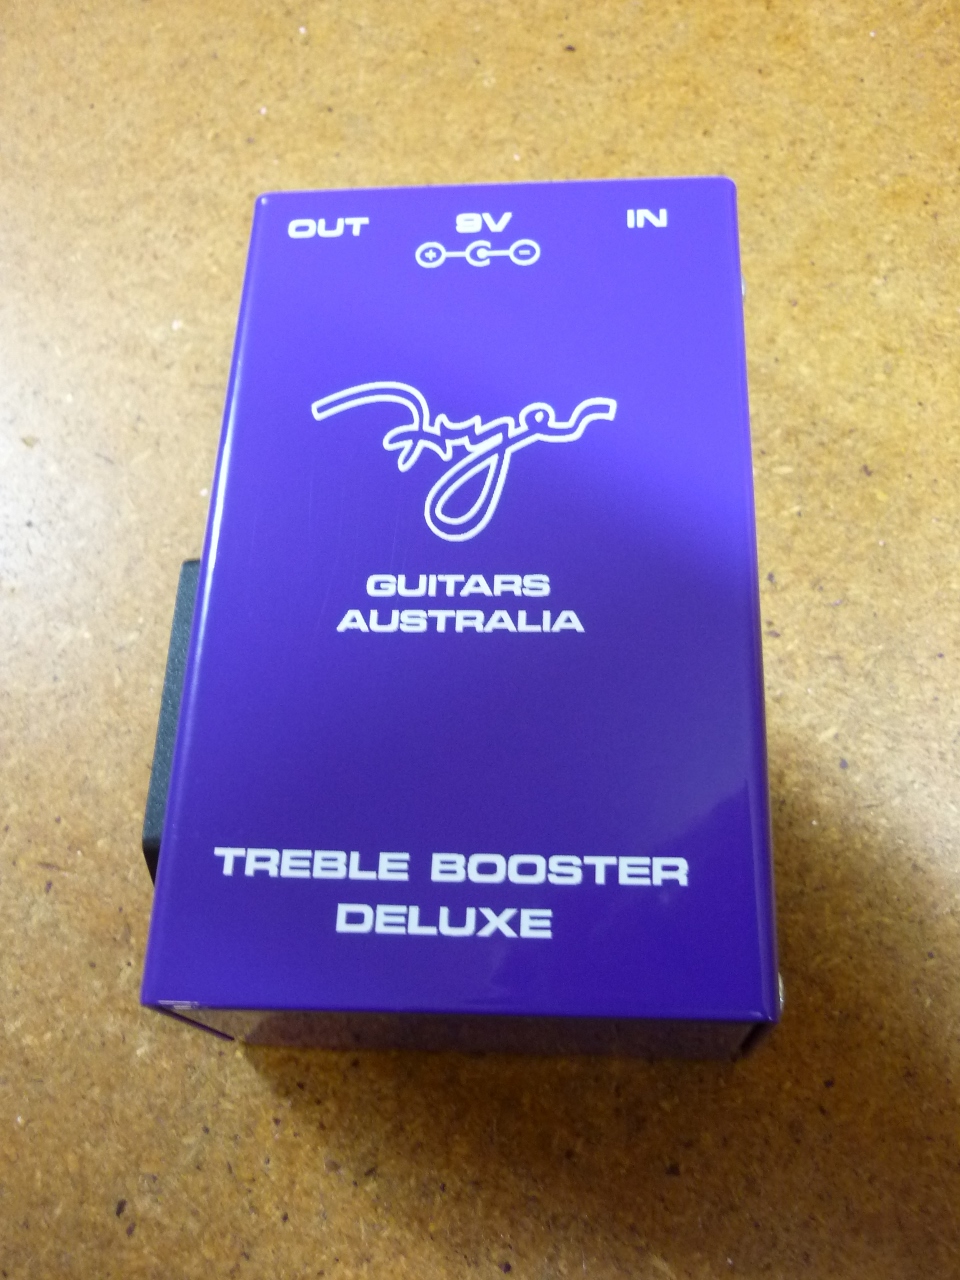 OUT 9V IN
+ -
Fryer
GUITARS
AUSTRALIA
TREBLE BOOSTER
DELUXE